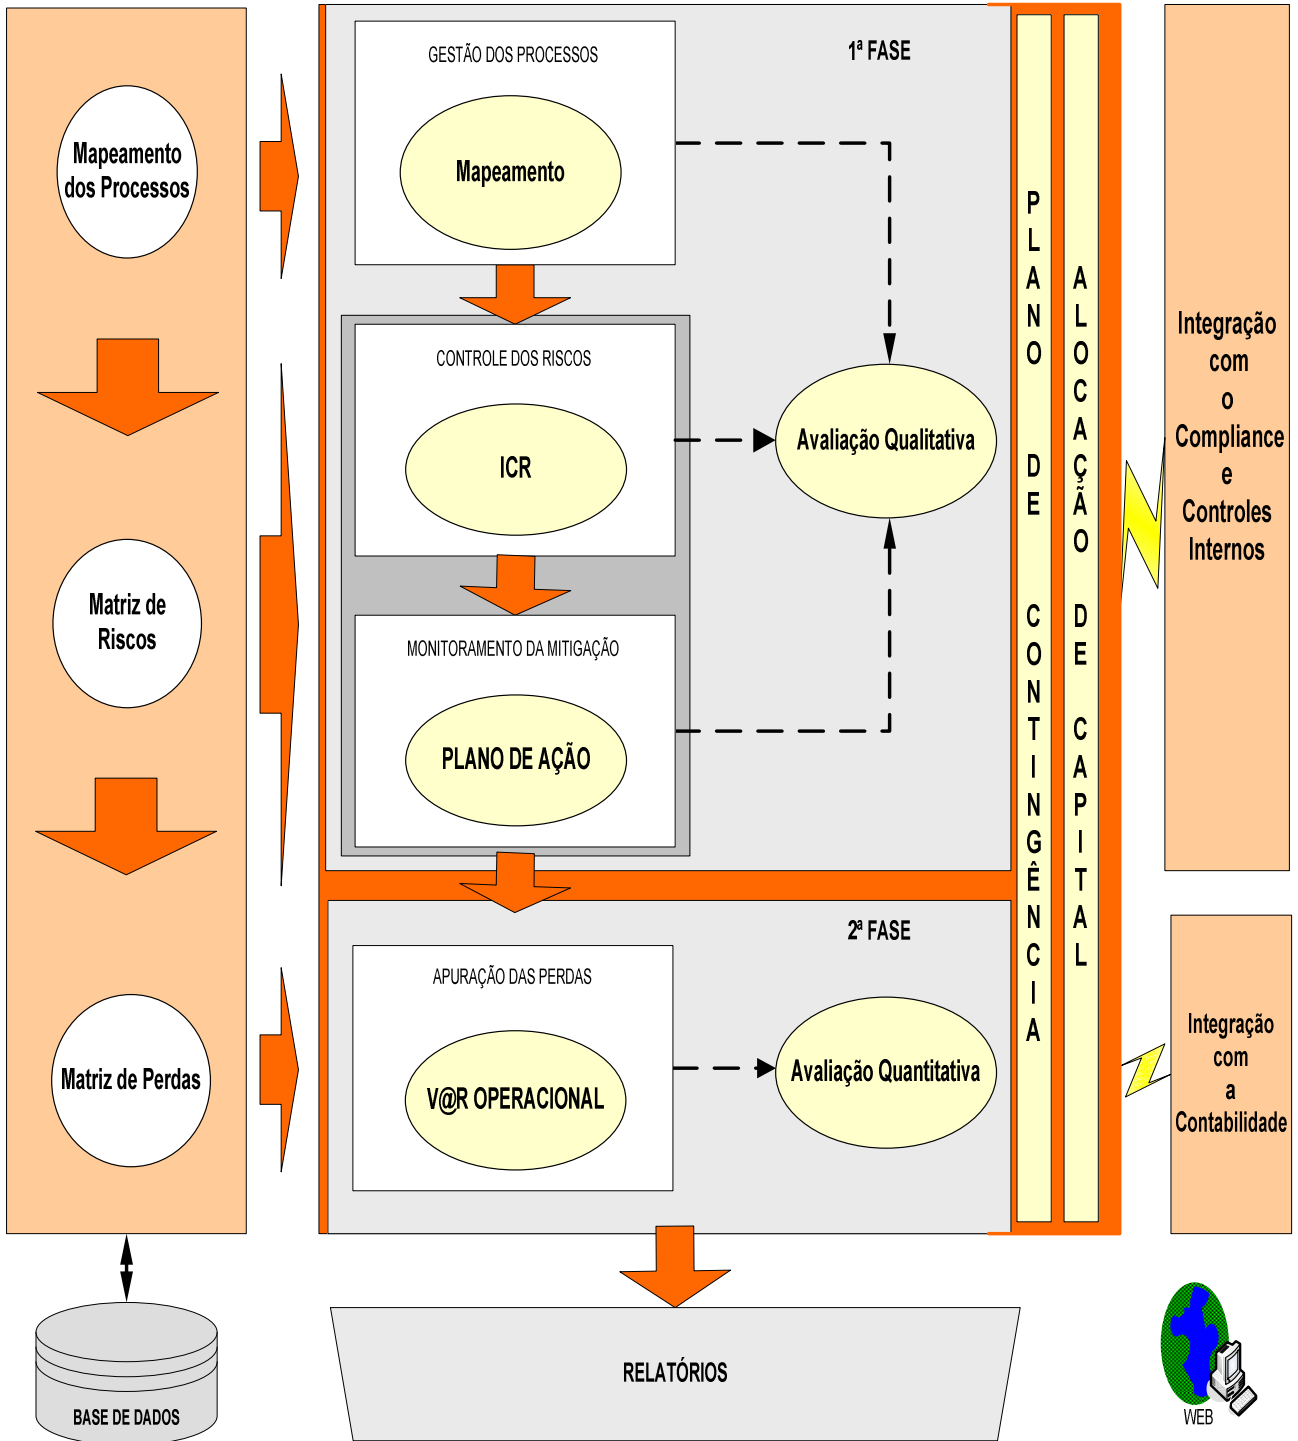 Mapeamento
dos Processos
Matriz de
Riscos
Matriz de Perdas
BASE DE DADOS
1ª FASE
GESTÃO DOS PROCESSOS
Mapeamento
CONTROLE DOS RISCOS
ICR
Avaliação Qualitativa
MONITORAMENTO DA MITIGAÇÃO
PLANO DE AÇÃO
2ª FASE
APURAÇÃO DAS PERDAS
V@R OPERACIONAL
Avaliação Quantitativa
RELATÓRIOS
PLANO DE CONTINGÊNCIA
ALOCAÇÃO DE CAPITAL
Integração
com
o
Compliance
e
Controles
Internos
Integração
com
a
Contabilidade
WEB